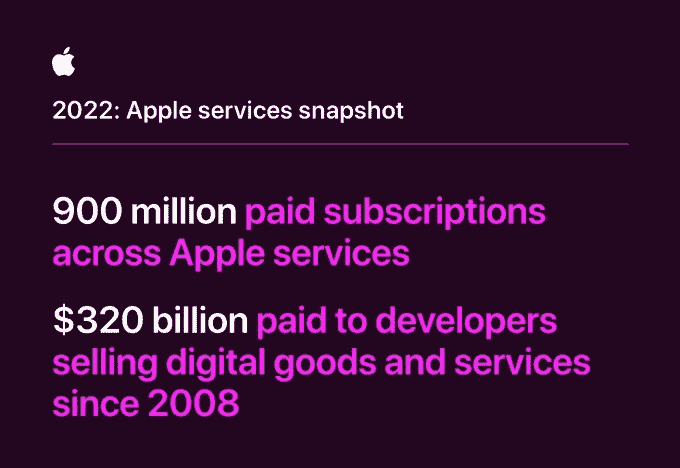 2022: Apple services snapshot
900 million paid subscriptions
across Apple services
$320 billion paid to developers
selling digital goods and services
since 2008